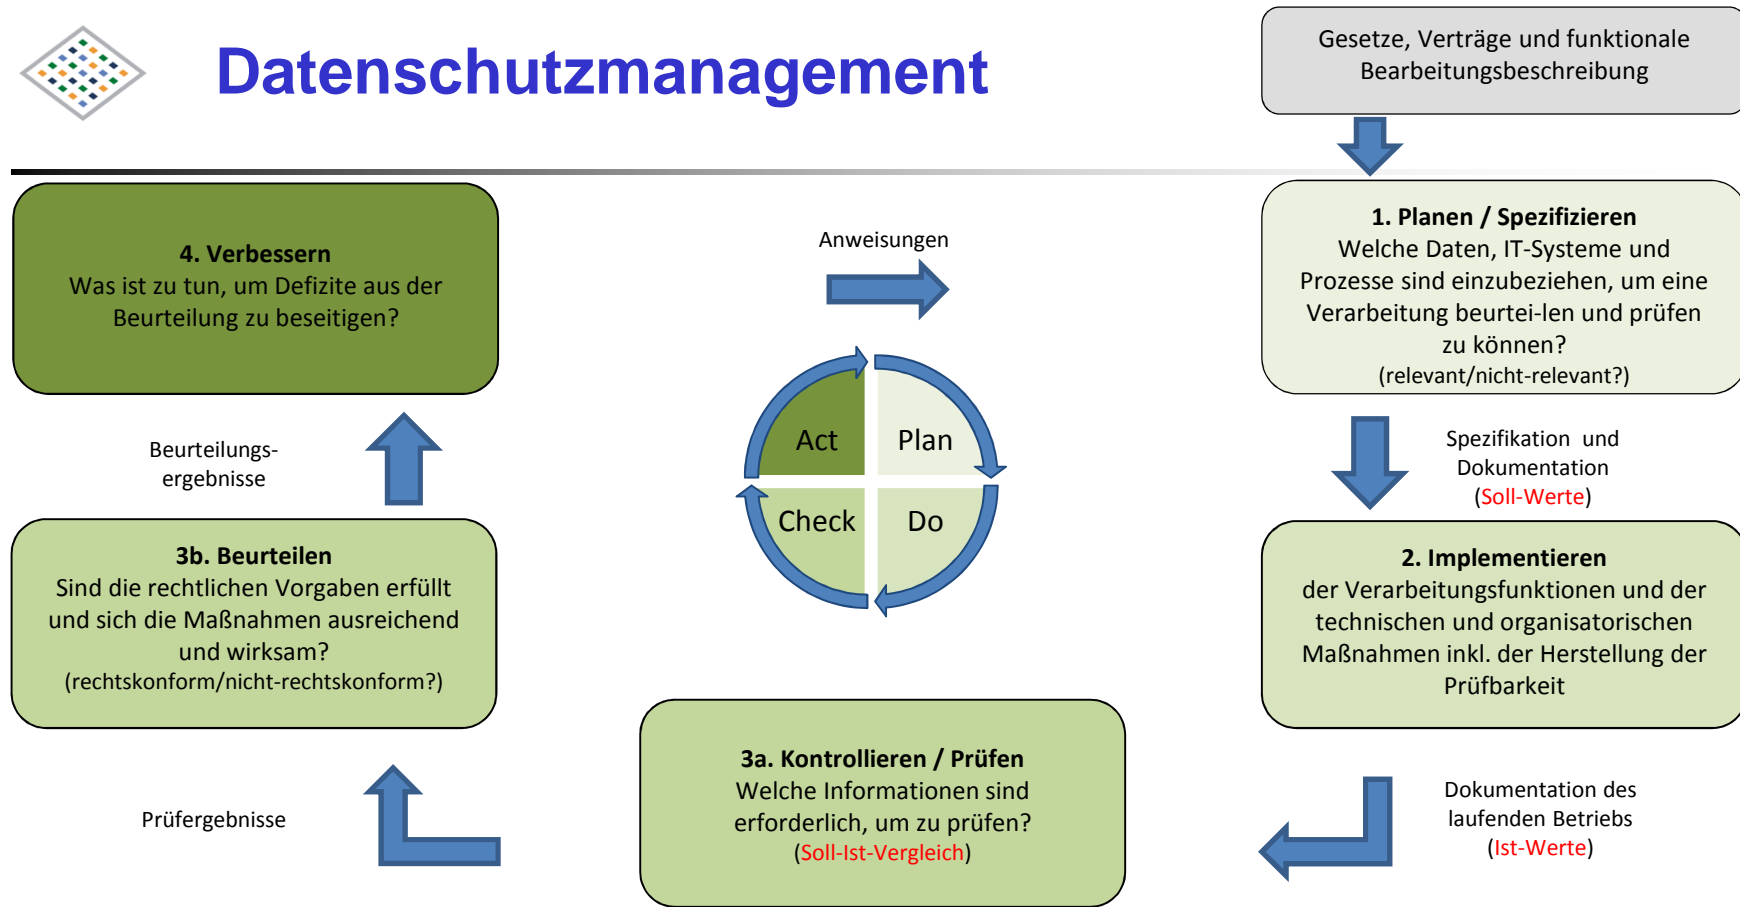 Datenschutzmanagement
Gesetze, Verträge und funktionale
Bearbeitungsbeschreibung
1. Planen / Spezifizieren
Welche Daten, IT-Systeme und
Prozesse sind einzubeziehen, um eine
Verarbeitung beurtei-len und prüfen
zu können?
(relevant/nicht-relevant?)
Spezifikation und
Dokumentation
(Soll-Werte)
2. Implementieren
der Verarbeitungsfunktionen und der
technischen und organisatorischen
Maßnahmen inkl. der Herstellung der
Prüfbarkeit
Dokumentation des
laufenden Betriebs
(Ist-Werte)
3a. Kontrollieren / Prüfen
Welche Informationen sind
erforderlich, um zu prüfen?
(Soll-Ist-Vergleich)
Prüfergebnisse
3b. Beurteilen
Sind die rechtlichen Vorgaben erfüllt
und sich die Maßnahmen ausreichend
und wirksam?
(rechtskonform/nicht-rechtskonform?)
Beurteilungs-
ergebnisse
4. Verbessern
Was ist zu tun, um Defizite aus der
Beurteilung zu beseitigen?
Anweisungen
Act
Plan
Check
Do